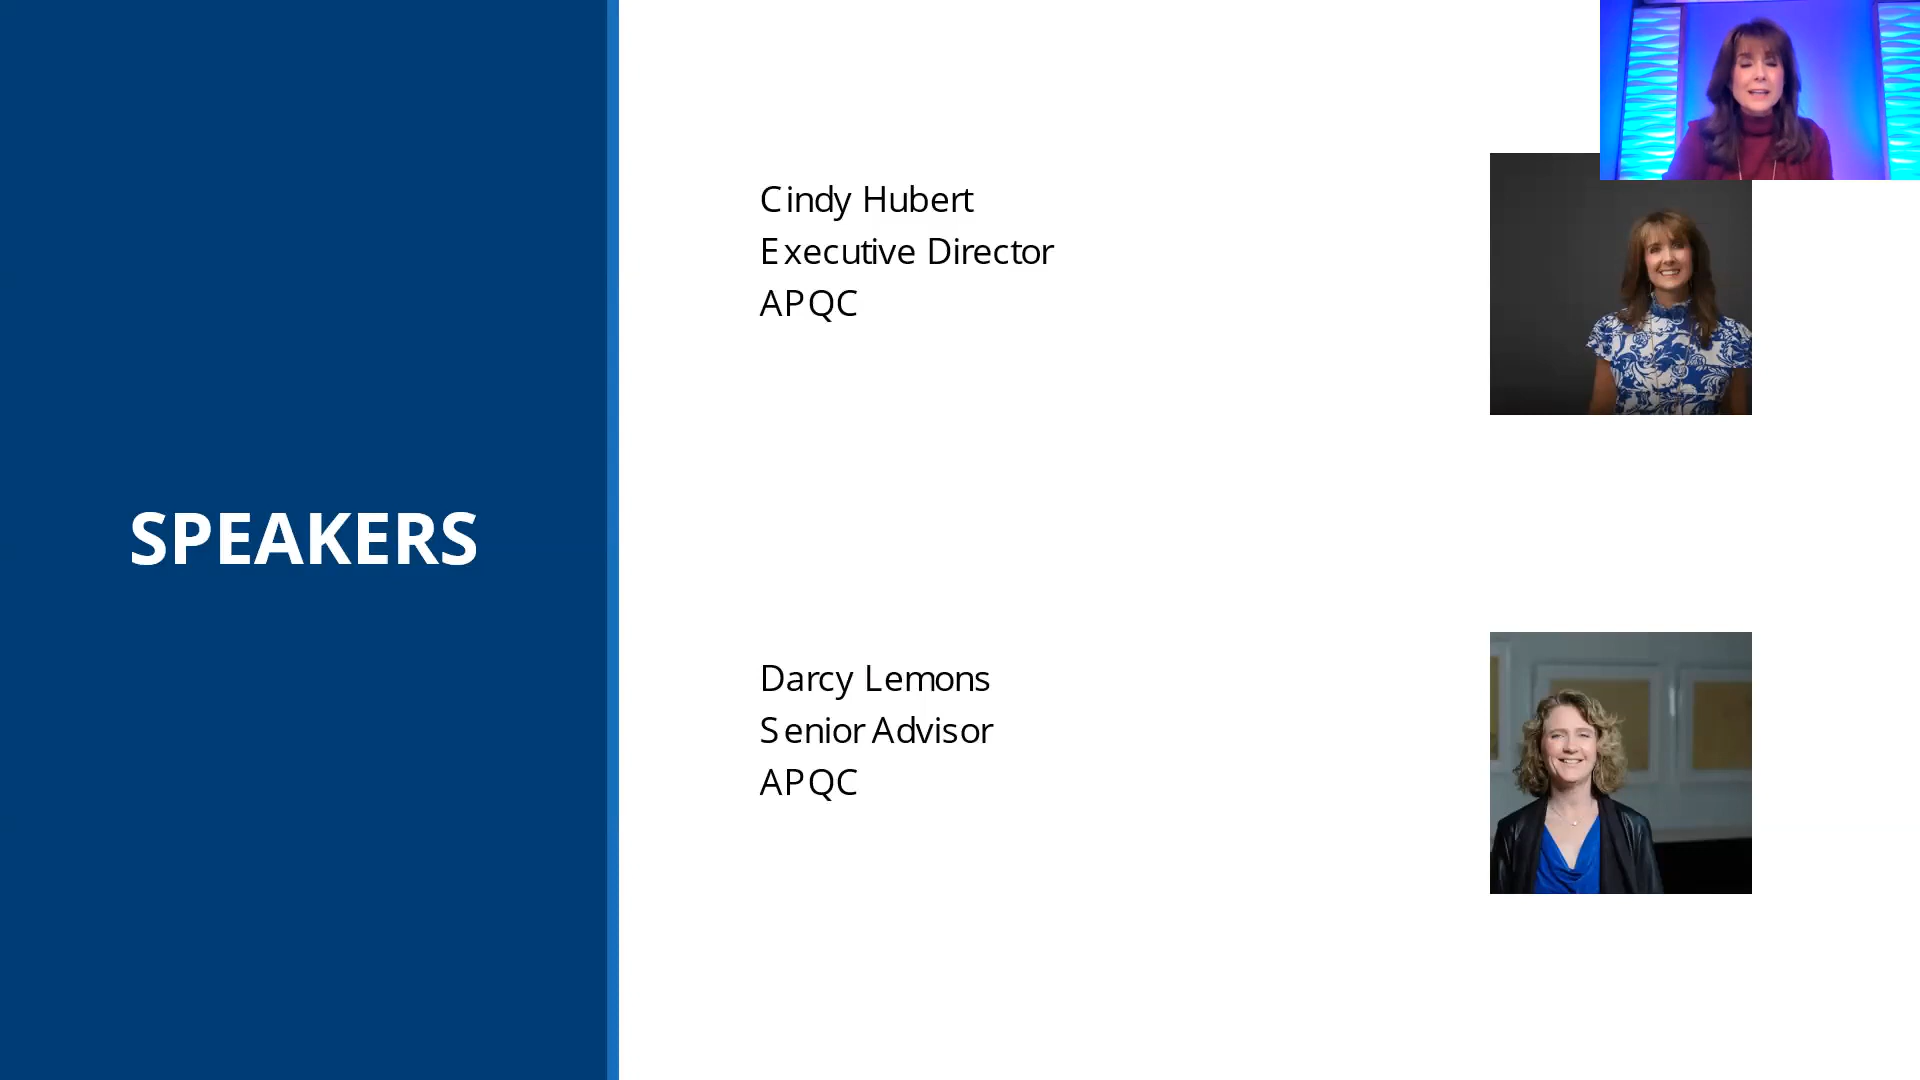 SPEAKERS
Cindy Hubert
Executive Director
APQC
Darcy Lemons
Senior Advisor
APQC